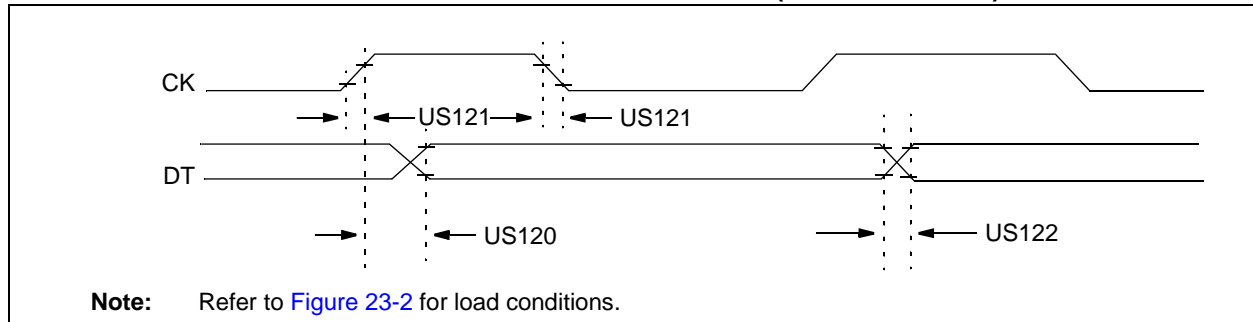 CK
US121
US121
DT
US120
US122
Note: Refer to Figure 23-2 for load conditions.